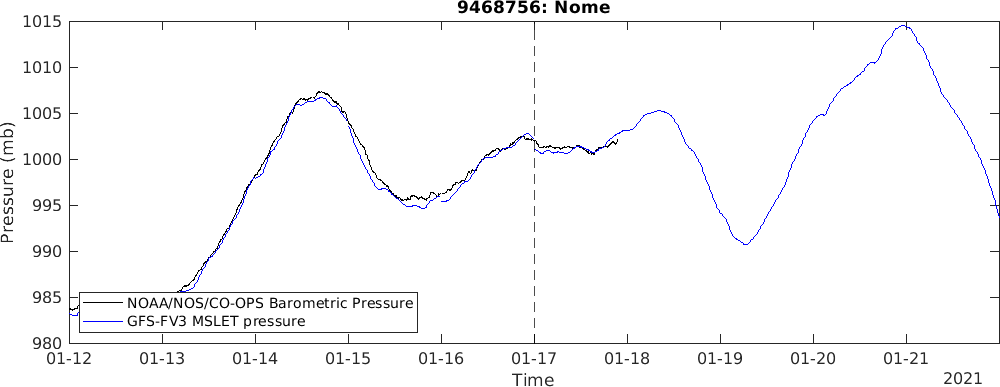 9468756: Nome
1015
1010
1005
1000
995
990
985
980
Pressure (mb)
NOAA/NOS/CO-OPS Barometric Pressure
GFS-FV3 MSLET pressure
01-12 01-13 01-14 01-15 01-16 01-17 01-18 01-19 01-20 01-21
Time
2021